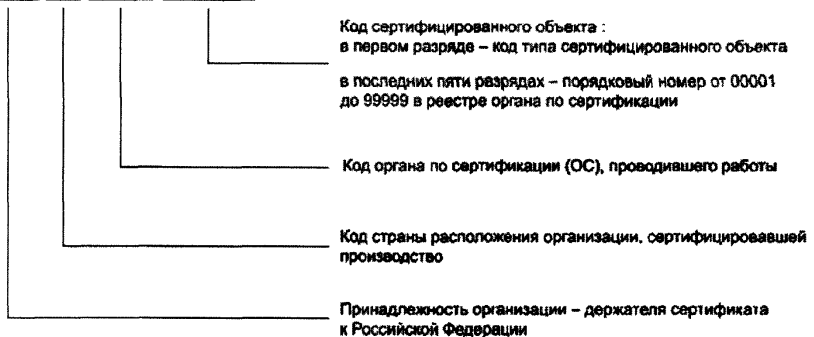 Код сертифицированного объекта :
в первом разряде – код типа сертифицированного объекта
в последних пяти разрядах – порядковый номер от 00001
до 99999 в реестре органа по сертификации
Код органа по сертификации (ОС), проводившего работы
Код страны расположения организации, сертифицировавшей
производство
Принадлежность организации – держателя сертификата
к Российской Федерации